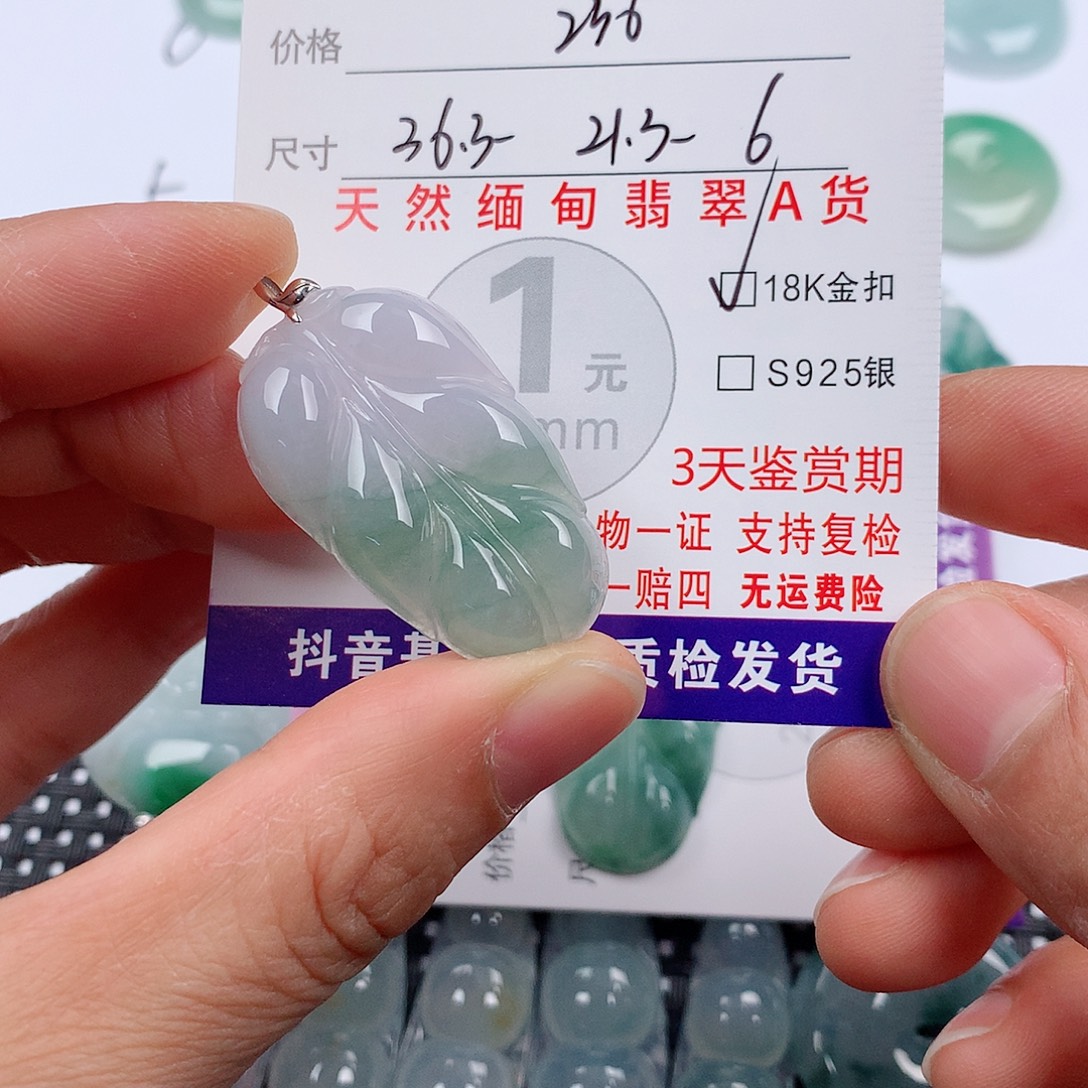 价格 236
尺寸 36.5 21.5 6
天然缅甸翡翠A货
1元
mm
18K金扣
S925银
3天鉴赏期
物一证 支持复检
一赔四 无运费险
抖音基 质检发货